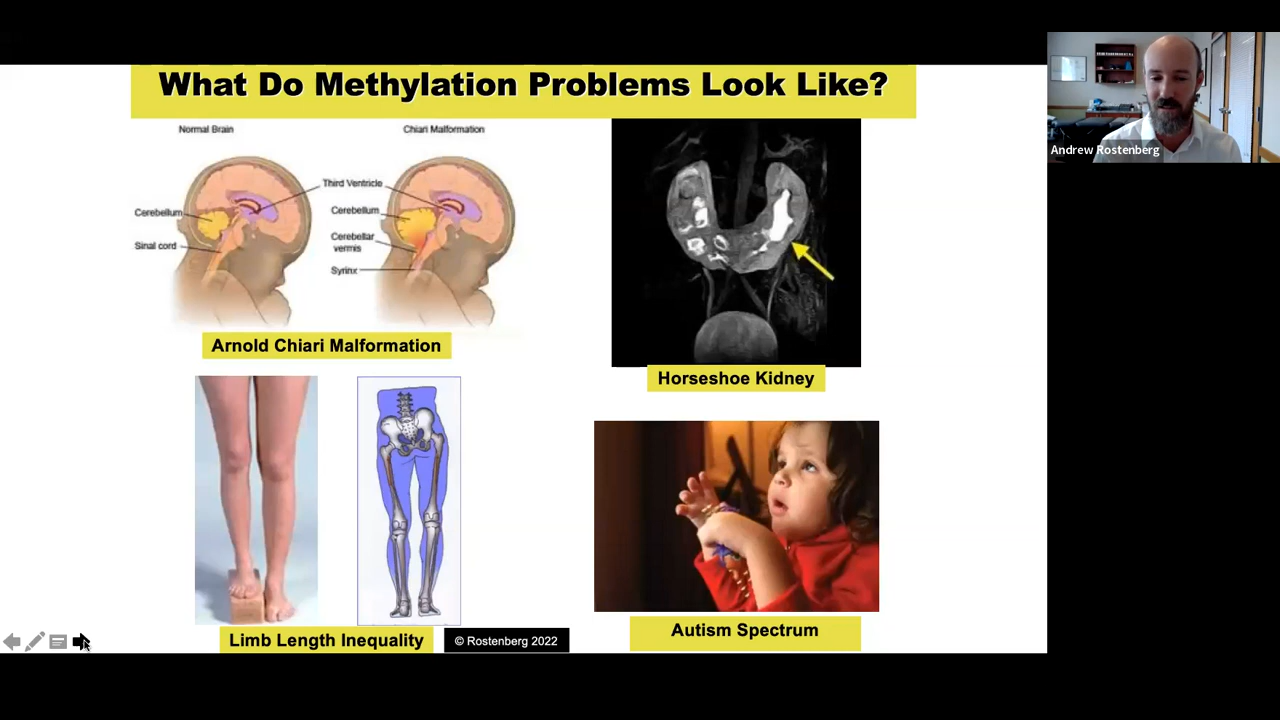 What Do Methylation Problems Look Like?
Andrew Rostenberg
Normal Brain
Chiari Malformation
Third Ventricle
Cerebellum
Sinal cord
Cerebellum
Cerebellar
vermis
Syrinx
Arnold Chiari Malformation
Horseshoe Kidney
Limb Length Inequality
© Rostenberg 2022
Autism Spectrum